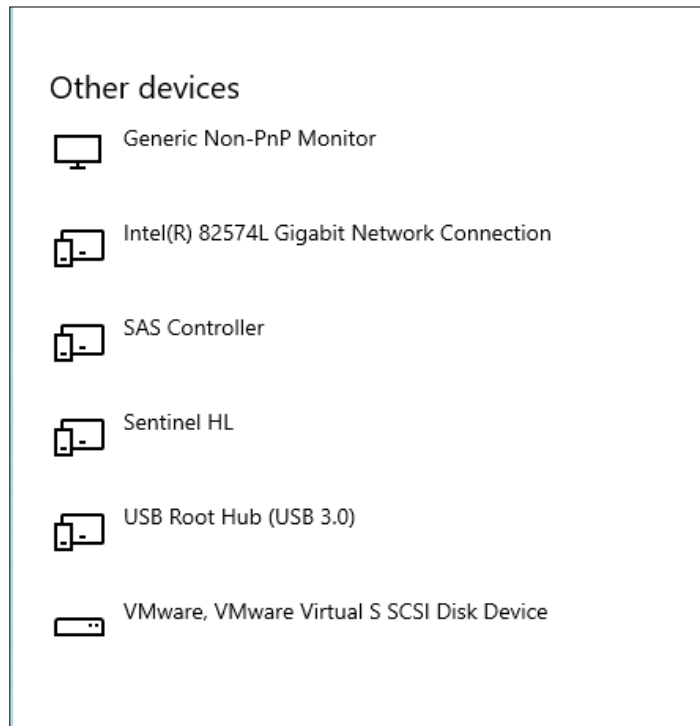 Other devices
Generic Non-PnP Monitor
Intel(R) 82574L Gigabit Network Connection
SAS Controller
Sentinel HL
USB Root Hub (USB 3.0)
VMware, VMware Virtual S SCSI Disk Device